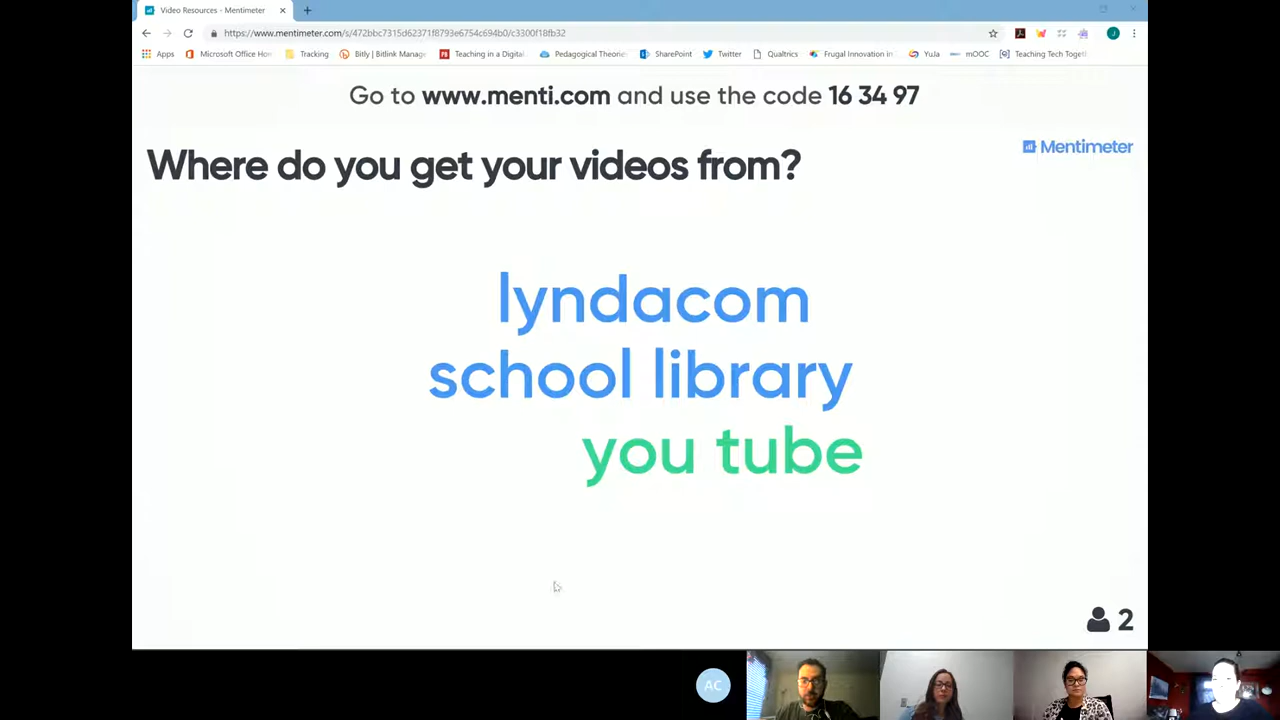 Video Resources - Mentimeter
https://www.mentimeter.com/s/472bbc7315d62371f8793e6754c694b0/c3300f18fb32
Apps Microsoft Office Hom Tracking Bitly | Bitlink Manage Teaching in a Digital Pedagogical Theories SharePoint Twitter Qualtrics Frugal Innovation in YuJa mOOC Teaching Tech Togeth
Go to www.menti.com and use the code 16 34 97
Mentimeter
Where do you get your videos from?
lyndacom
school library
you tube
2
AC